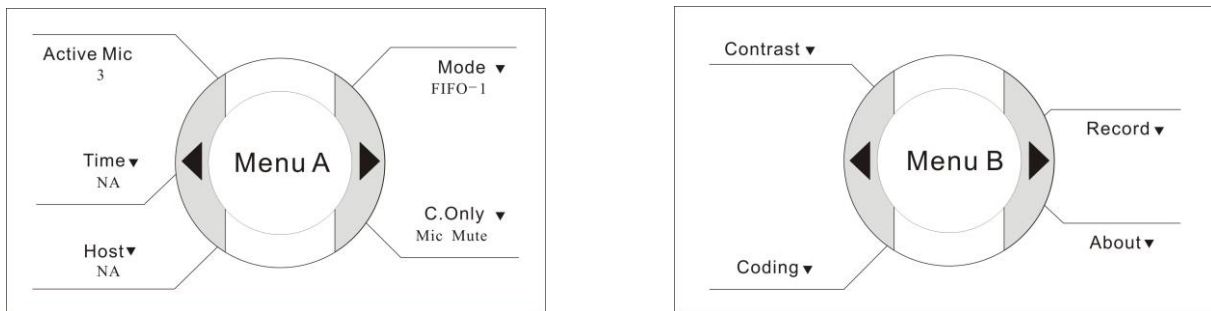 Active Mic
3
Mode ▼
FIFO-1
Time▼
NA
Menu A
C.Only ▼
Mic Mute
Host▼
NA
Contrast ▼
Record ▼
Menu B
About▼
Coding▼